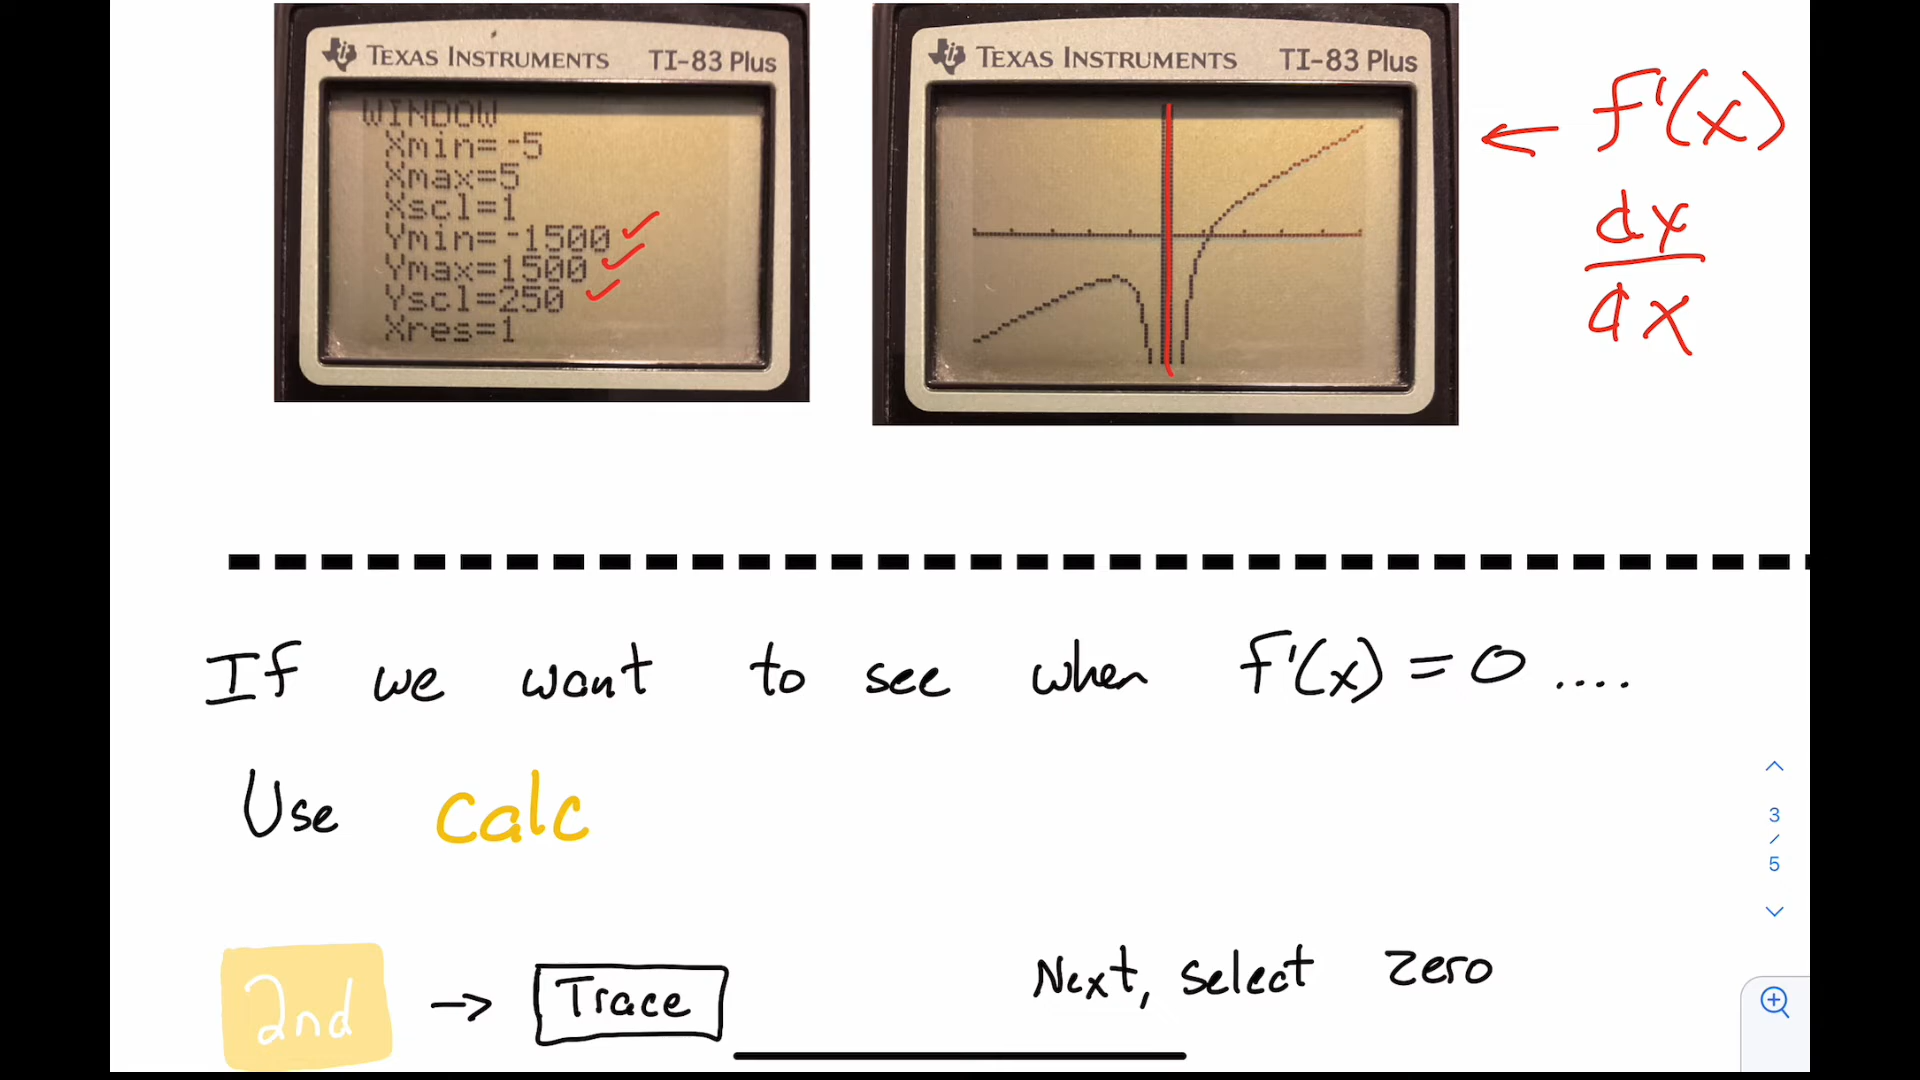 TEXAS INSTRUMENTS TI-83 Plus
WINDOW
Xmin=-5
Xmax=5
Xscl=1
Ymin=-1500
Ymax=1500
Yscl=250
Xres=1
TEXAS INSTRUMENTS TI-83 Plus
← f'(x)
dy
dx
If we want to see when f'(x) = 0 ....
Use calc
2nd → Trace
Next, select zero
3
/
5